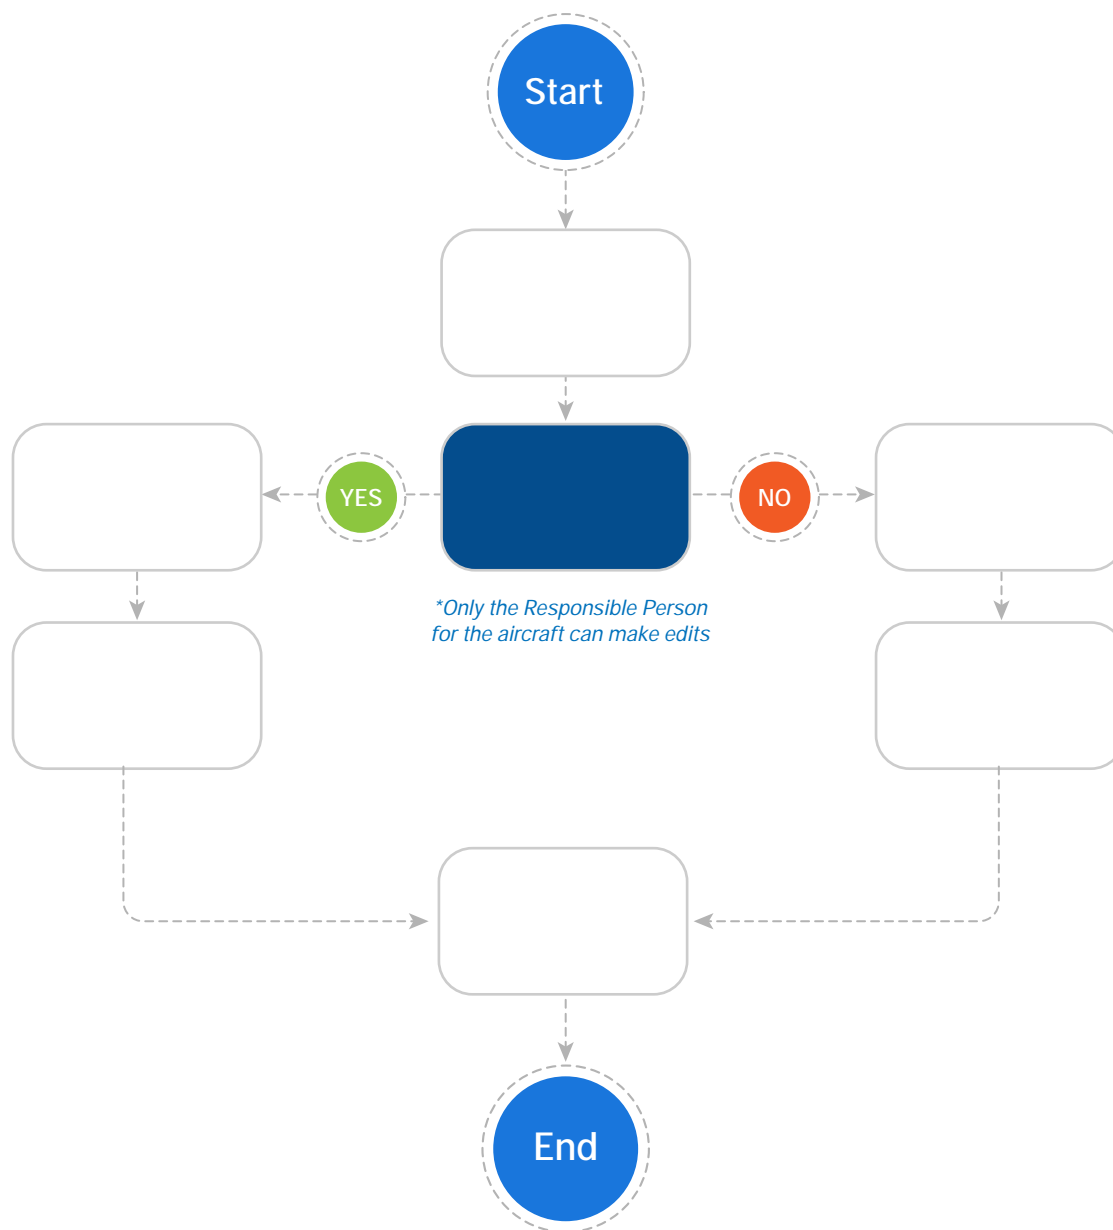 Start
YES
NO
*Only the Responsible Person
for the aircraft can make edits
End